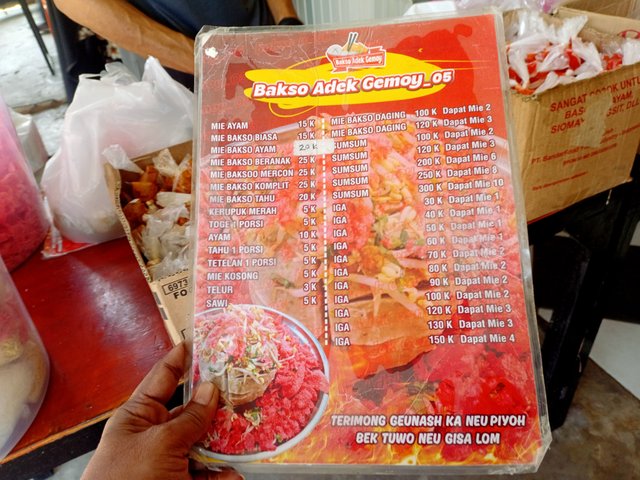 Bakso Adek Gemoy
Bakso Adek Gemoy_05
MIE AYAM 15 K
MIE BAKSO BIASA 15 K
MIE BAKSO AYAM 20 K
MIE BAKSO BERANAK 25 K
MIE BAKSOO MERCON 25 K
MIE BAKSO KOMPLIT 25 K
MIE BAKSO TAHU 20 K
KERUPUK MERAH 5 K
TOGE 1 PORSI 5 K
AYAM 10 K
TAHU 1 PORSI 5 K
TETELAN 1 PORSI 5 K
MIE KOSONG 5 K
TELUR 3 K
SAWI 5 K
MIE BAKSO DAGING 100 K Dapat Mie 2
MIE BAKSO DAGING 120 K Dapat Mie 3
SUMSUM 100 K Dapat Mie 2
SUMSUM 120 K Dapat Mie 3
SUMSUM 200 K Dapat Mie 6
SUMSUM 250 K Dapat Mie 8
SUMSUM 300 K Dapat Mie 10
IGA 30 K Dapat Mie 1
IGA 40 K Dapat Mie 1
IGA 50 K Dapat Mie 1
IGA 60 K Dapat Mie 1
IGA 70 K Dapat Mie 2
IGA 80 K Dapat Mie 2
IGA 90 K Dapat Mie 2
IGA 100 K Dapat Mie 2
IGA 120 K Dapat Mie 3
IGA 130 K Dapat Mie 3
IGA 150 K Dapat Mie 4
TERIMONG GEUNASH KA NEU PIYOH
BEK TUWO NEU GISA LOM
SANGAT COCOK UNTUK